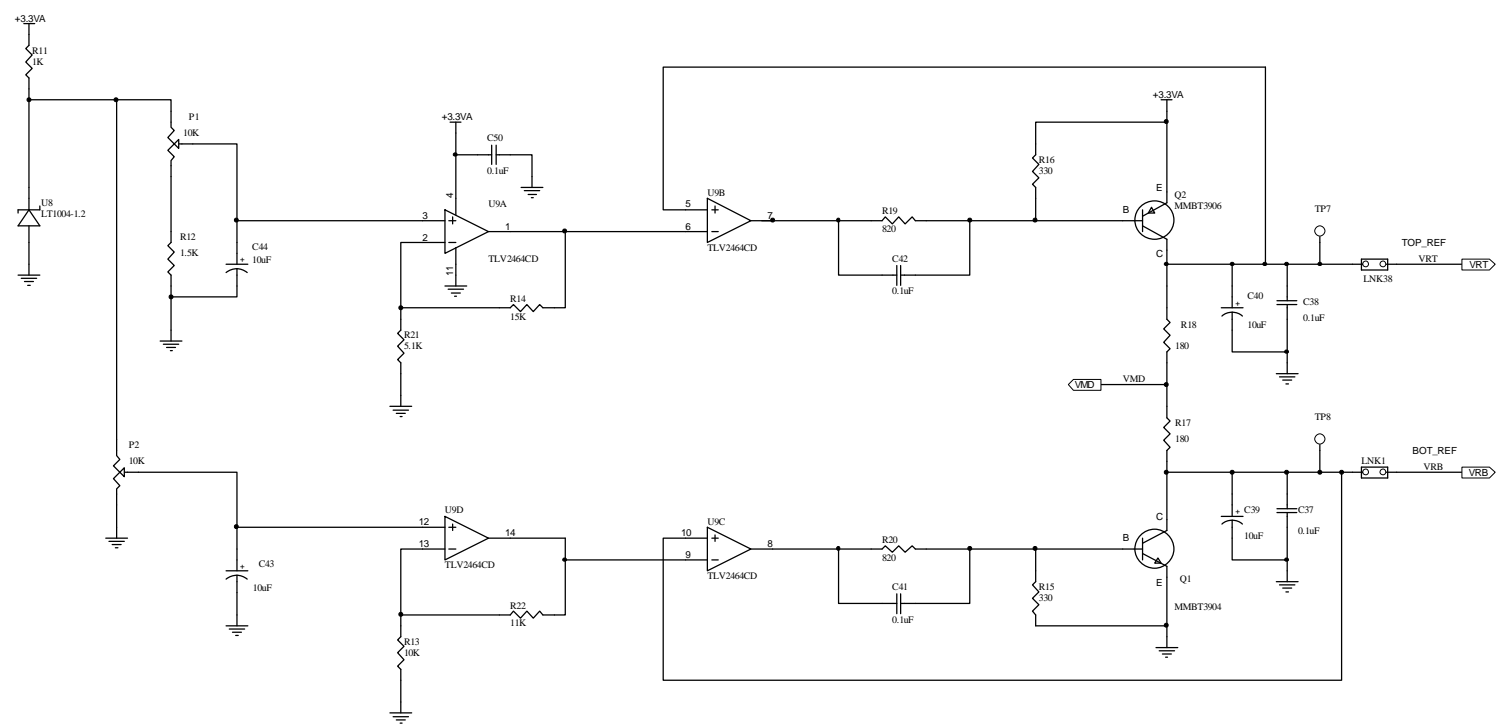 +3.3VA
R11
1K
P1
10K
U8
LT1004-1.2
R12
1.5K
C44
10uF
+3.3VA
C50
0.1uF
4
U9A
3
2
1
11
TLV2464CD
R14
15K
R21
5.1K
U9B
5
6
7
TLV2464CD
R19
820
C42
0.1uF
R16
330
+3.3VA
E
Q2
B
MMBT3906
C
TP7
TOP_REF
VRT
VRT
LNK38
C40
10uF
C38
0.1uF
R18
180
VMD
VMD
R17
180
TP8
BOT_REF
LNK1
VRB
VRB
C39
10uF
C37
0.1uF
P2
10K
C43
10uF
U9D
12
13
14
TLV2464CD
R22
11K
R13
10K
U9C
10
9
8
TLV2464CD
R20
820
C41
0.1uF
R15
330
C
B
E
Q1
MMBT3904